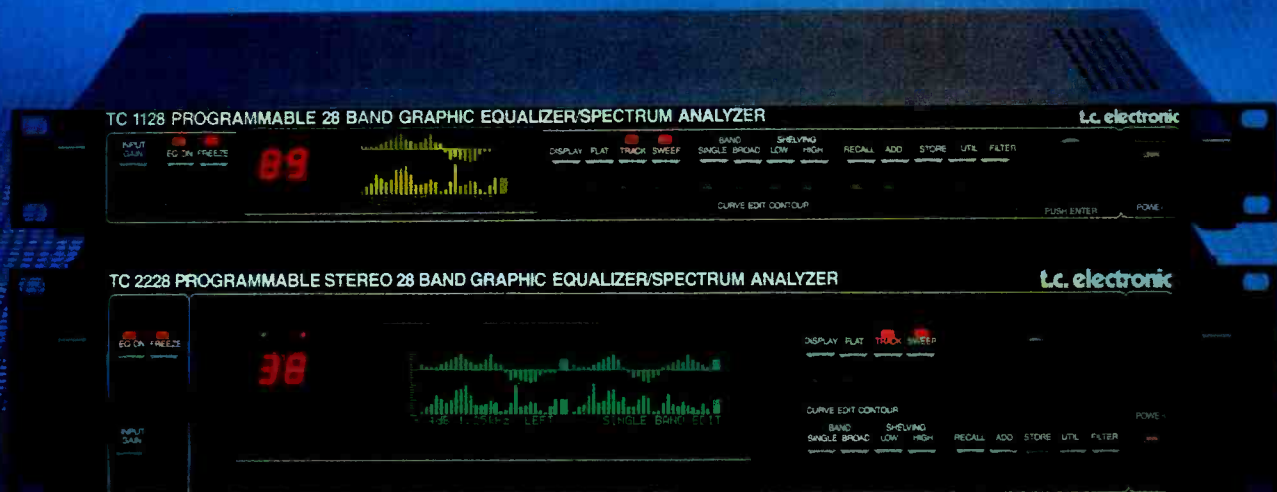 TC 1128 PROGRAMMABLE 28 BAND GRAPHIC EQUALIZER/SPECTRUM ANALYZER
t.c. electronic
INPUT GAIN
EQ ON FREEZE
89
DISPLAY FLAT TRACK SWEEP
BAND SHELVING
SINGLE BROAD LOW HIGH
RECALL ADD STORE UTIL FILTER
CURVE EDIT CONTOUR
PUSH ENTER
POWER
TC 2228 PROGRAMMABLE STEREO 28 BAND GRAPHIC EQUALIZER/SPECTRUM ANALYZER
t.c. electronic
EQ ON FREEZE
38
DISPLAY FLAT TRACK SWEEP
LEFT SINGLE BAND EDIT
CURVE EDIT CONTOUR
BAND SHELVING
SINGLE BROAD LOW HIGH
RECALL ADD STORE UTIL FILTER
INPUT GAIN
POWER